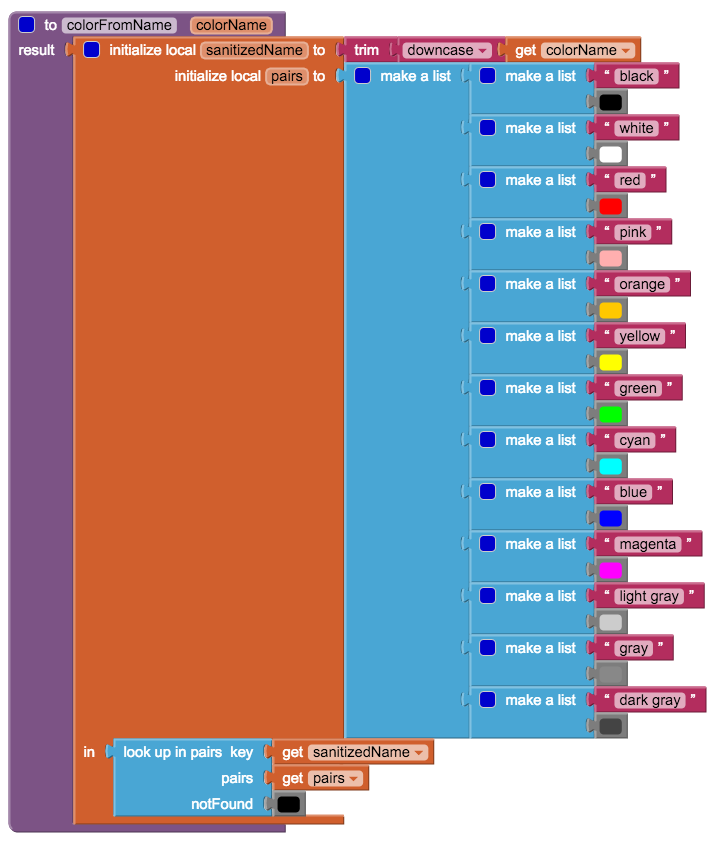 to colorFromName colorName
result initialize local sanitizedName to trim downcase get colorName
initialize local pairs to make a list make a list “ black ”
make a list “ white ”
make a list “ red ”
make a list “ pink ”
make a list “ orange ”
make a list “ yellow ”
make a list “ green ”
make a list “ cyan ”
make a list “ blue ”
make a list “ magenta ”
make a list “ light gray ”
make a list “ gray ”
make a list “ dark gray ”
in look up in pairs key get sanitizedName
pairs get pairs
notFound